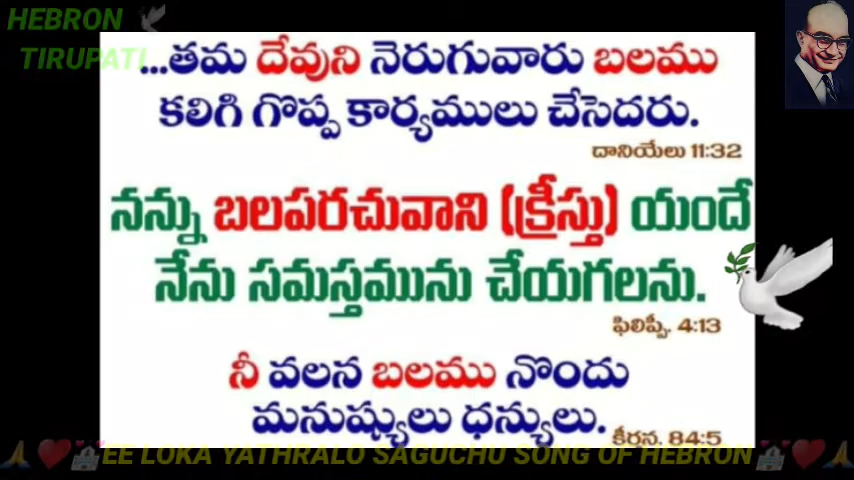 HEBRON 🕊
TIRUPATI
...తమ దేవుని నెరుగువారు బలము
కలిగి గొప్ప కార్యములు చేసెదరు.
దానియేలు 11:32
నన్ను బలపరచువాని (క్రీస్తు) యందే
నేను సమస్తమును చేయగలను.
ఫిలిప్పీ. 4:13
నీ వలన బలము నొందు
మనుష్యులు ధన్యులు.
కీర్తన. 84:5
🙏❤️💒EE LOKA YATHRALO SAGUCHU SONG OF HEBRON💒❤️🙏